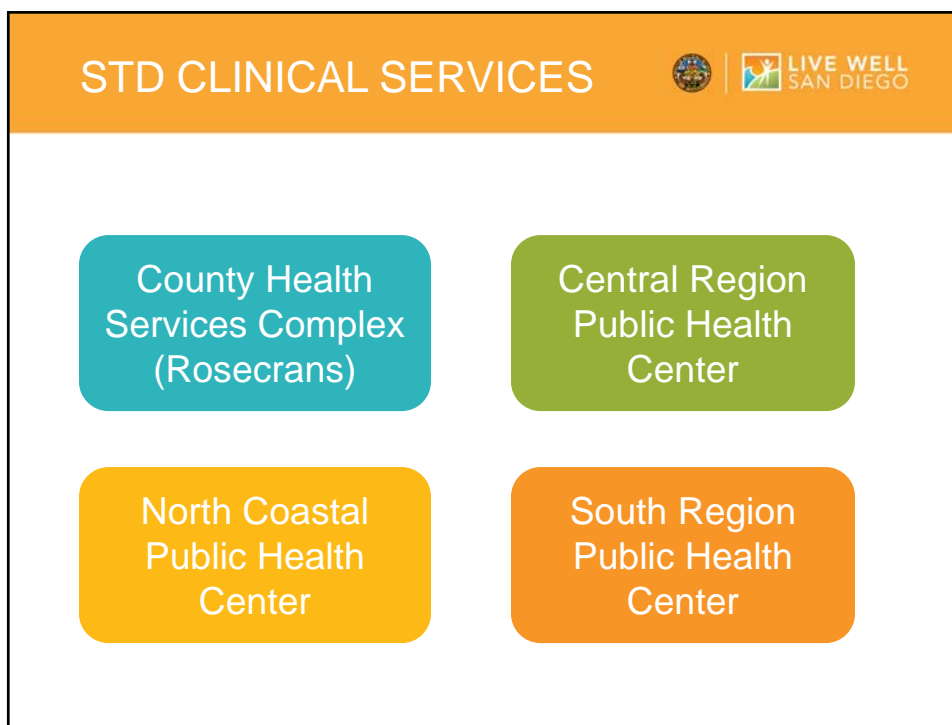 STD CLINICAL SERVICES
LIVE WELL
SAN DIEGO
County Health
Services Complex
(Rosecrans)
Central Region
Public Health
Center
North Coastal
Public Health
Center
South Region
Public Health
Center